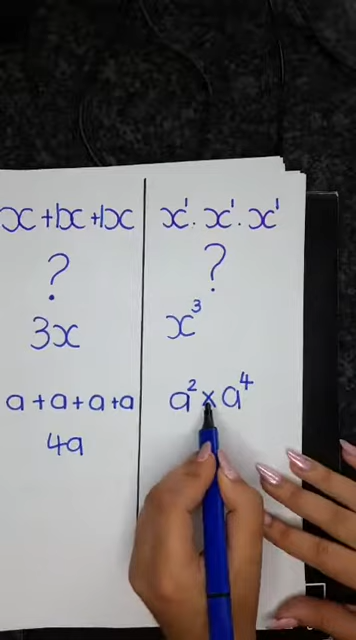 x + 1x + 1x
?
3x
a + a + a + a
4a
x¹ . x¹ . x¹
?
x³
a² × a⁴